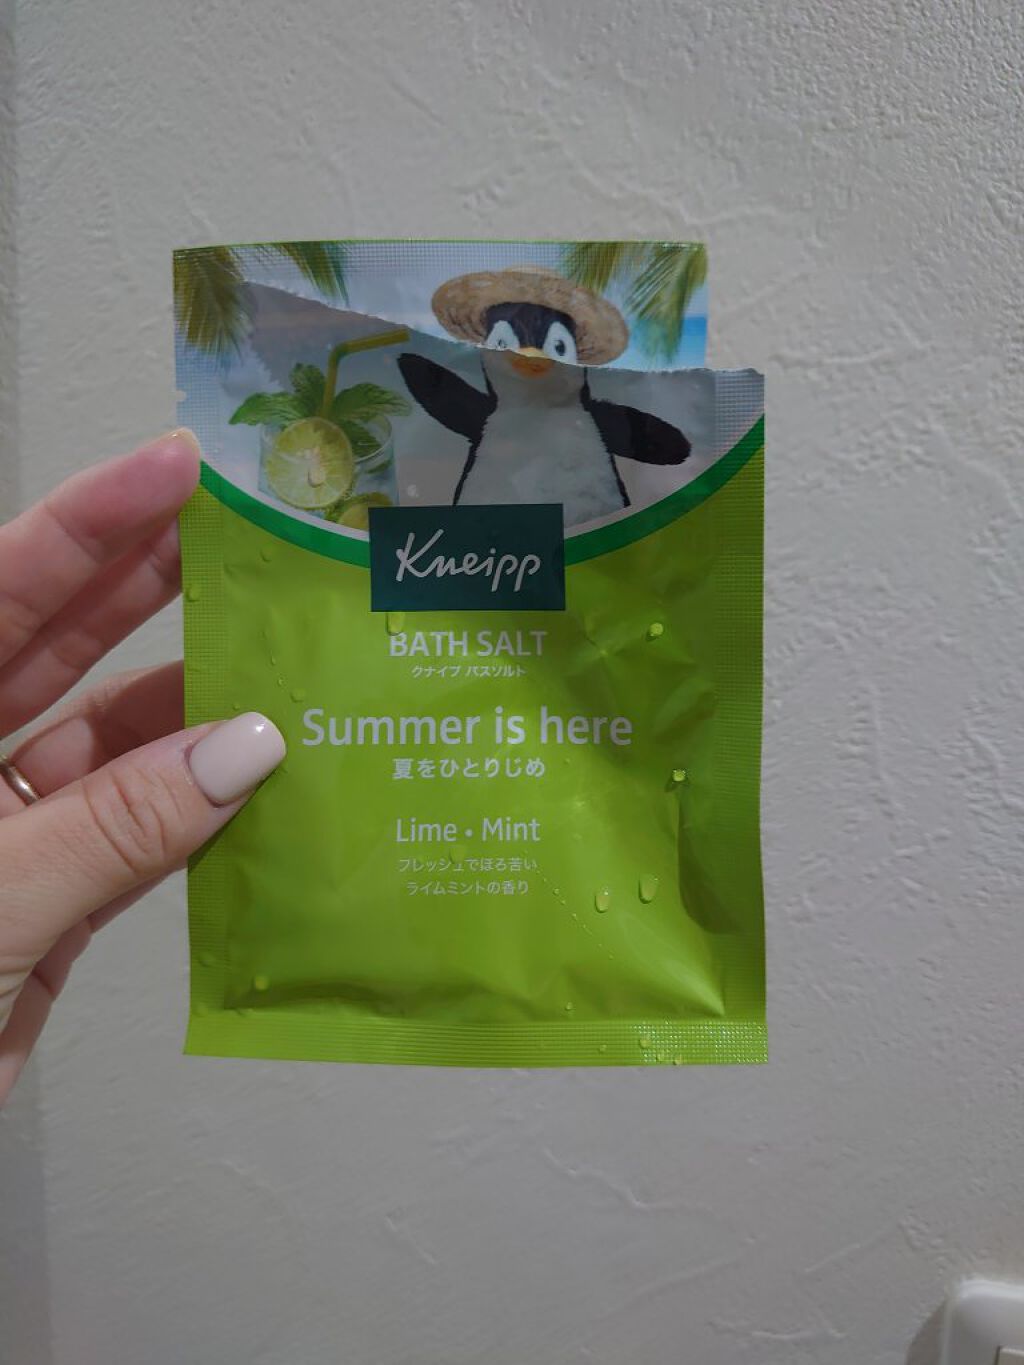 Kneipp
BATH SALT
クナイプ バスソルト
Summer is here
夏をひとりじめ
Lime・Mint
フレッシュでほろ苦い
ライムミントの香り